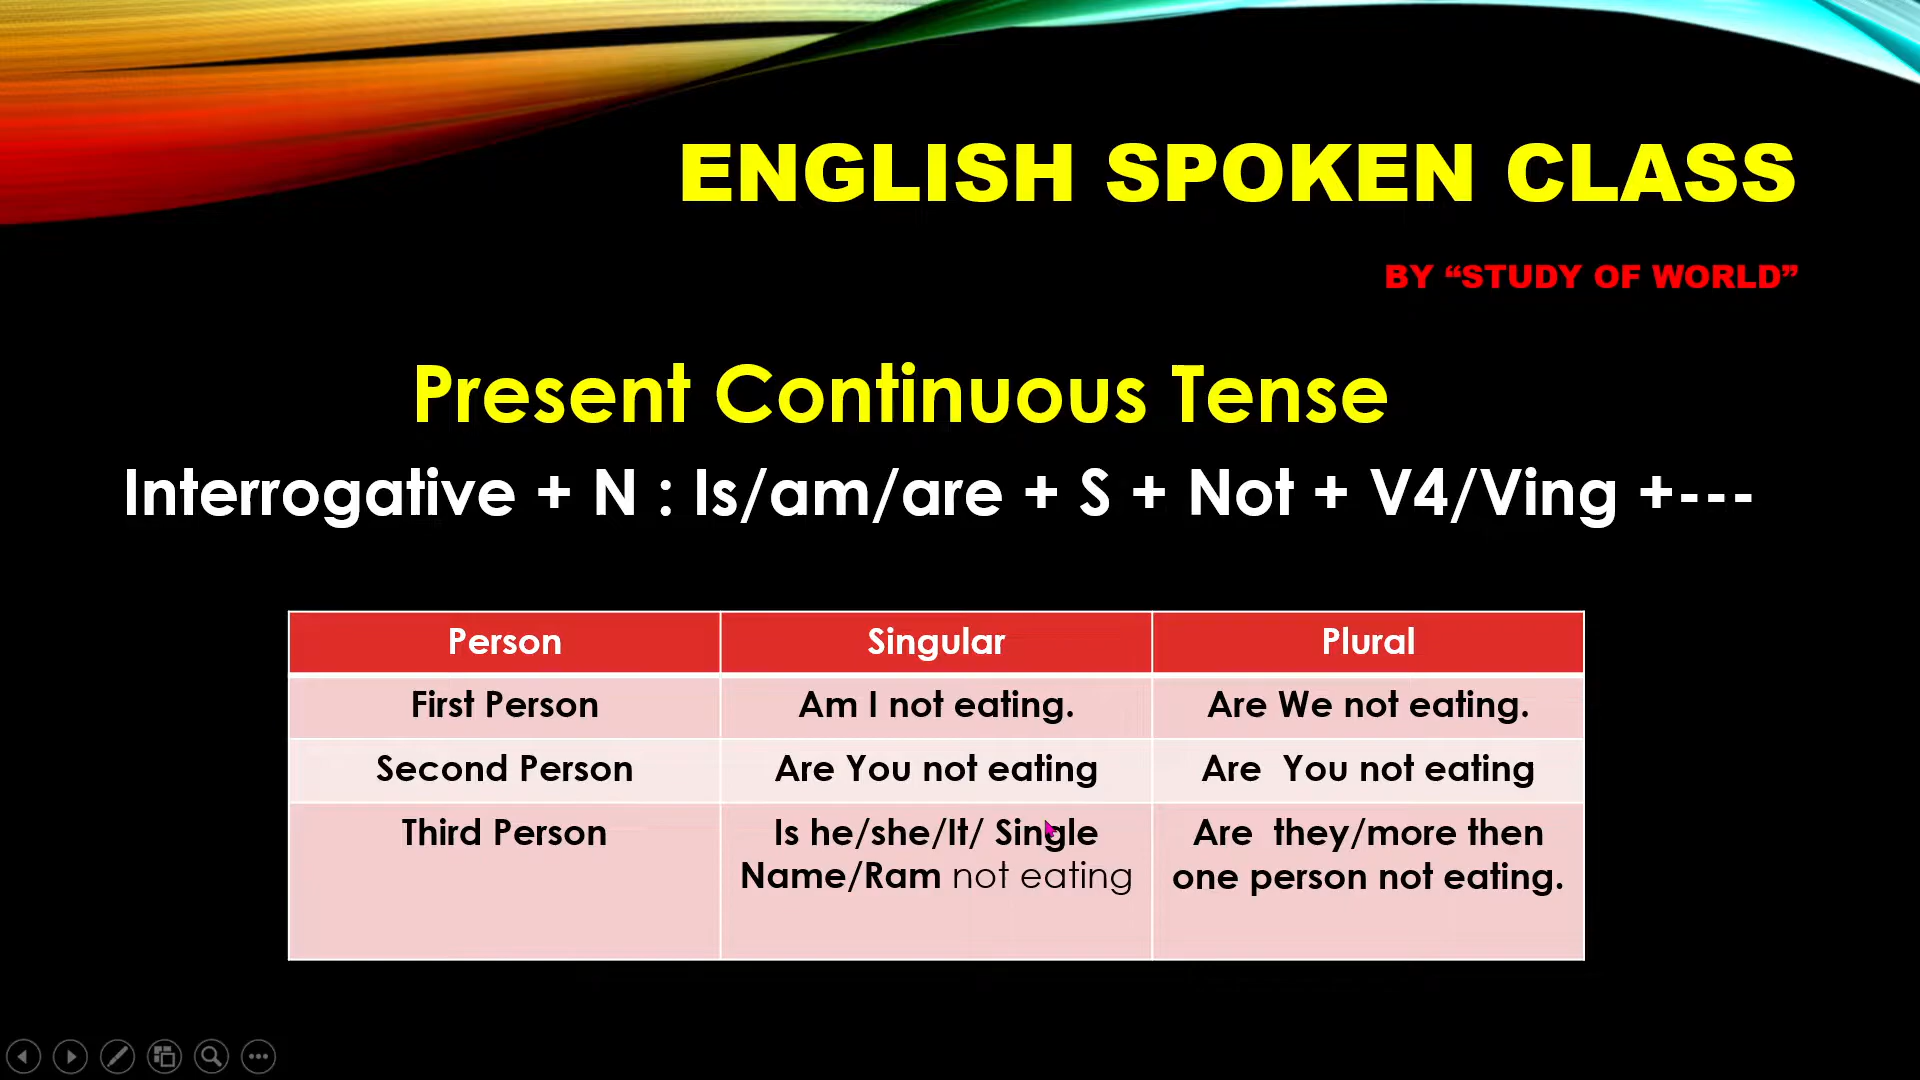 ENGLISH SPOKEN CLASS
BY “STUDY OF WORLD”
Present Continuous Tense
Interrogative + N : Is/am/are + S + Not + V4/Ving +---
Person Singular Plural
First Person Am I not eating. Are We not eating.
Second Person Are You not eating Are You not eating
Third Person Is he/she/It/ Single Are they/more then
Name/Ram not eating one person not eating.